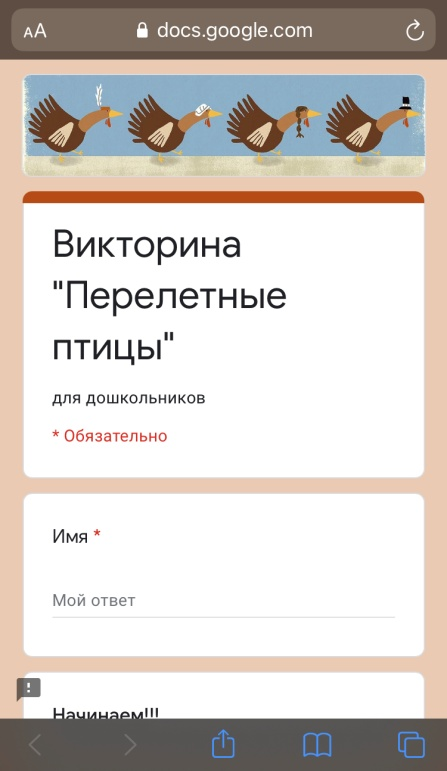 AA docs.google.com
Викторина
"Перелетные
птицы"
для дошкольников
* Обязательно
Имя *
Мой ответ
Начинаем!!!